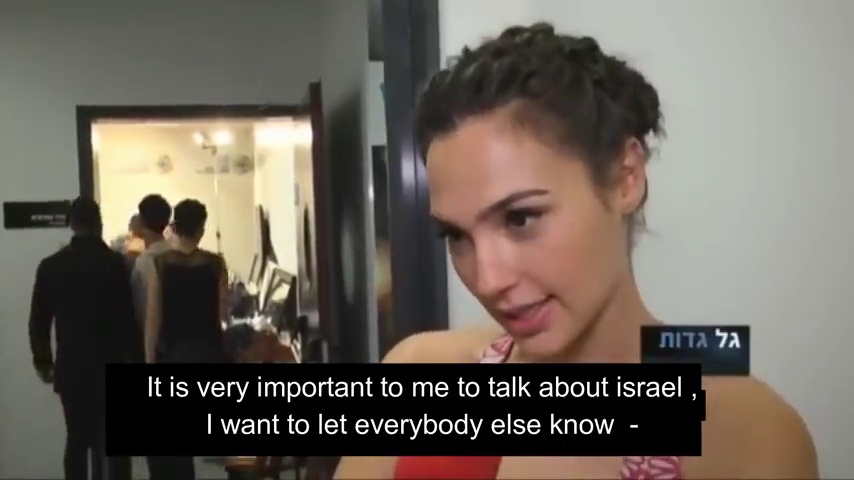 גל גדות
It is very important to me to talk about israel ,
I want to let everybody else know -